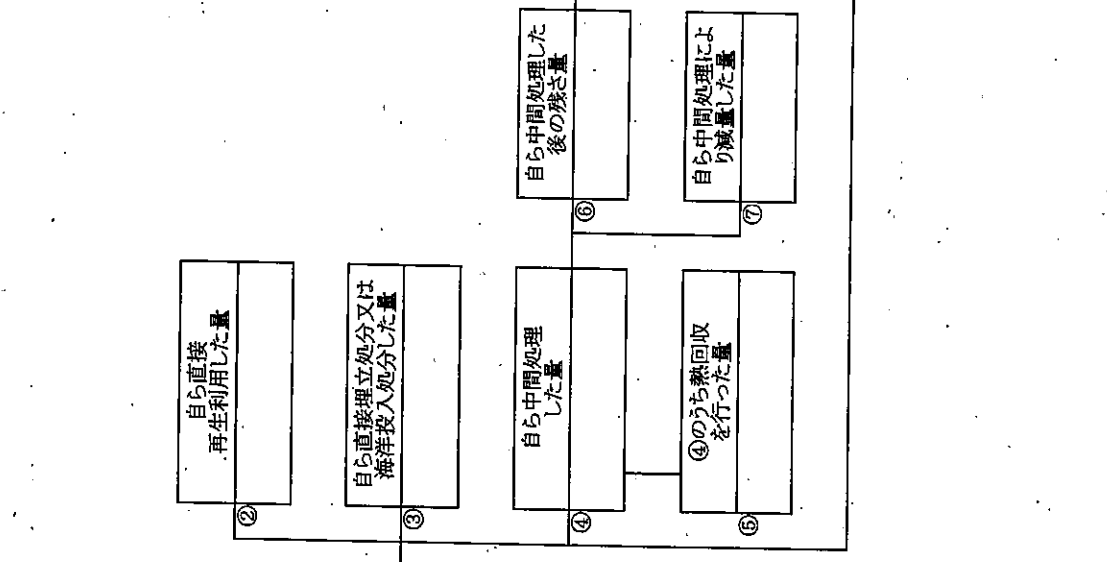 自ら直接
再生利用した量
②
自ら直接埋立処分又は
海洋投入処分した量
③
自ら中間処理
した量
④
④のうち熱回収
を行った量
⑤
自ら中間処理した
後の残さ量
⑥
自ら中間処理によ
り減量した量
⑦